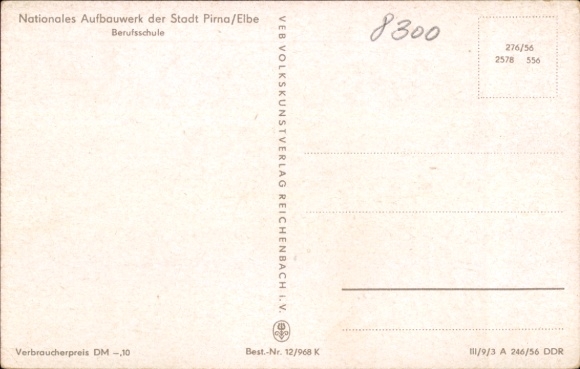 Nationales Aufbauwerk der Stadt Pirna/Elbe
Berufsschule
VEB VOLKSKUNSTVERLAG REICHENBACH i. V.
8300
276/56
2578 556
Verbraucherpreis DM –,10
Best.-Nr. 12/968 K
III/9/3 A 246/56 DDR